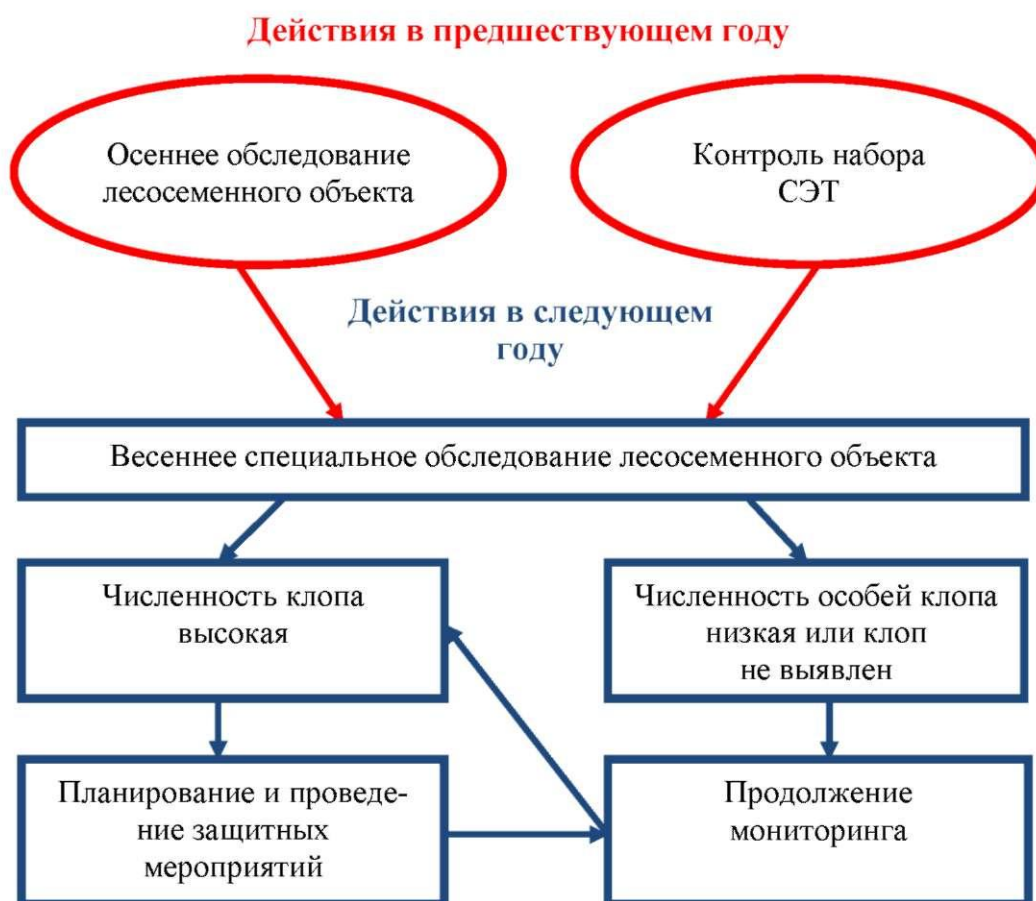 Действия в предшествующем году
Осеннее обследование
лесосеменного объекта
Контроль набора
СЭТ
Действия в следующем
году
Весеннее специальное обследование лесосеменного объекта
Численность клопа
высокая
Численность особей клопа
низкая или клоп
не выявлен
Планирование и проведе-
ние защитных
мероприятий
Продолжение
мониторинга